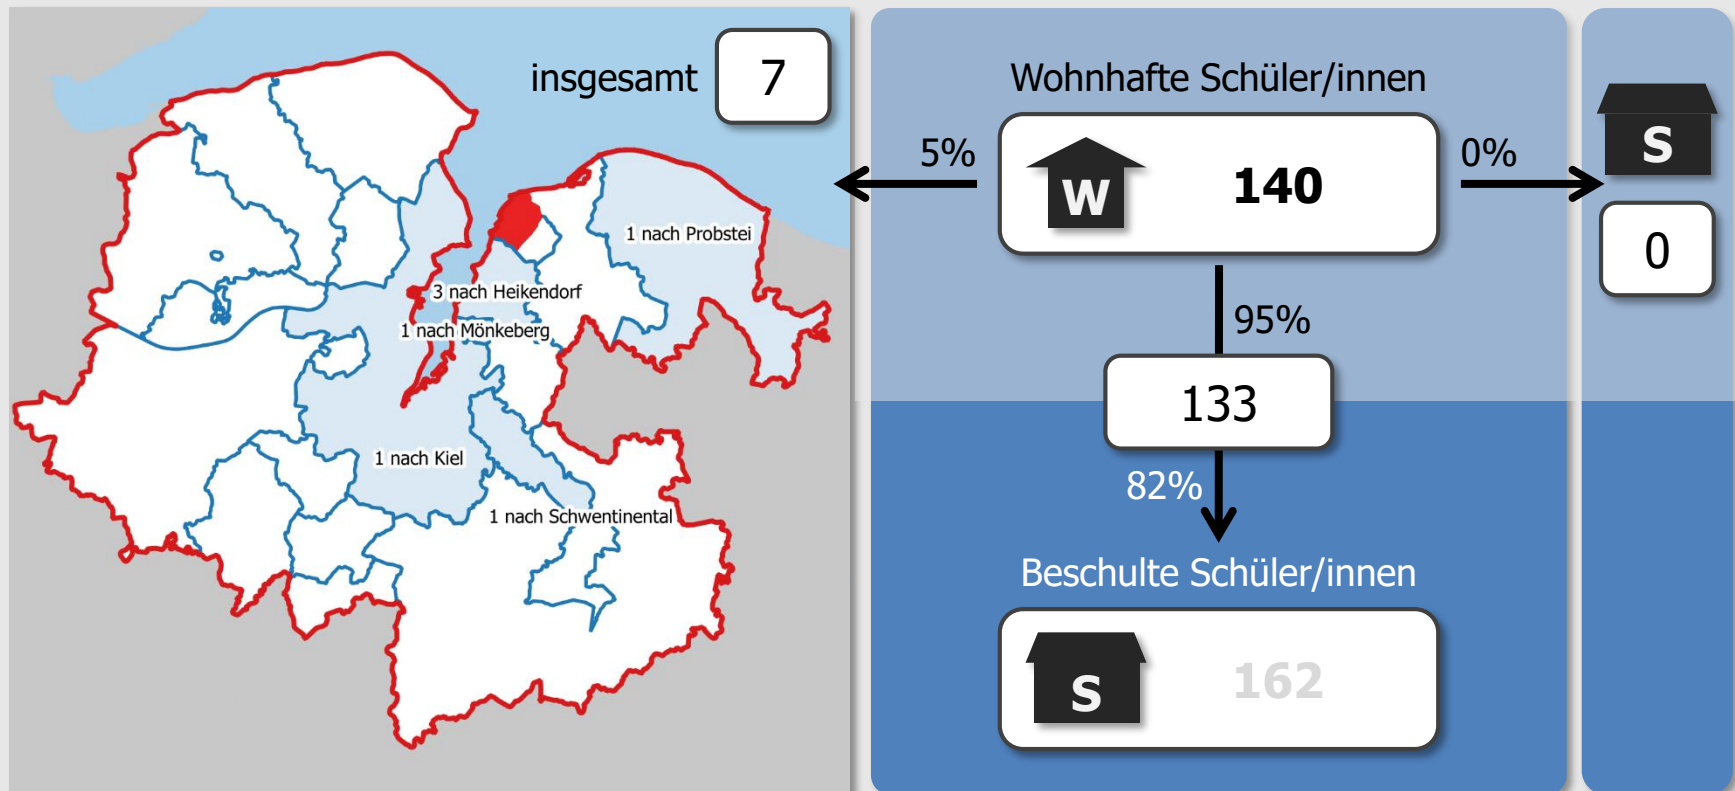 insgesamt 7
1 nach Probstei
3 nach Heikendorf
1 nach Mönkeberg
1 nach Kiel
1 nach Schwentinental
Wohnhafte Schüler/innen
5%
W 140
0%
S
0
95%
133
82%
Beschulte Schüler/innen
S 162